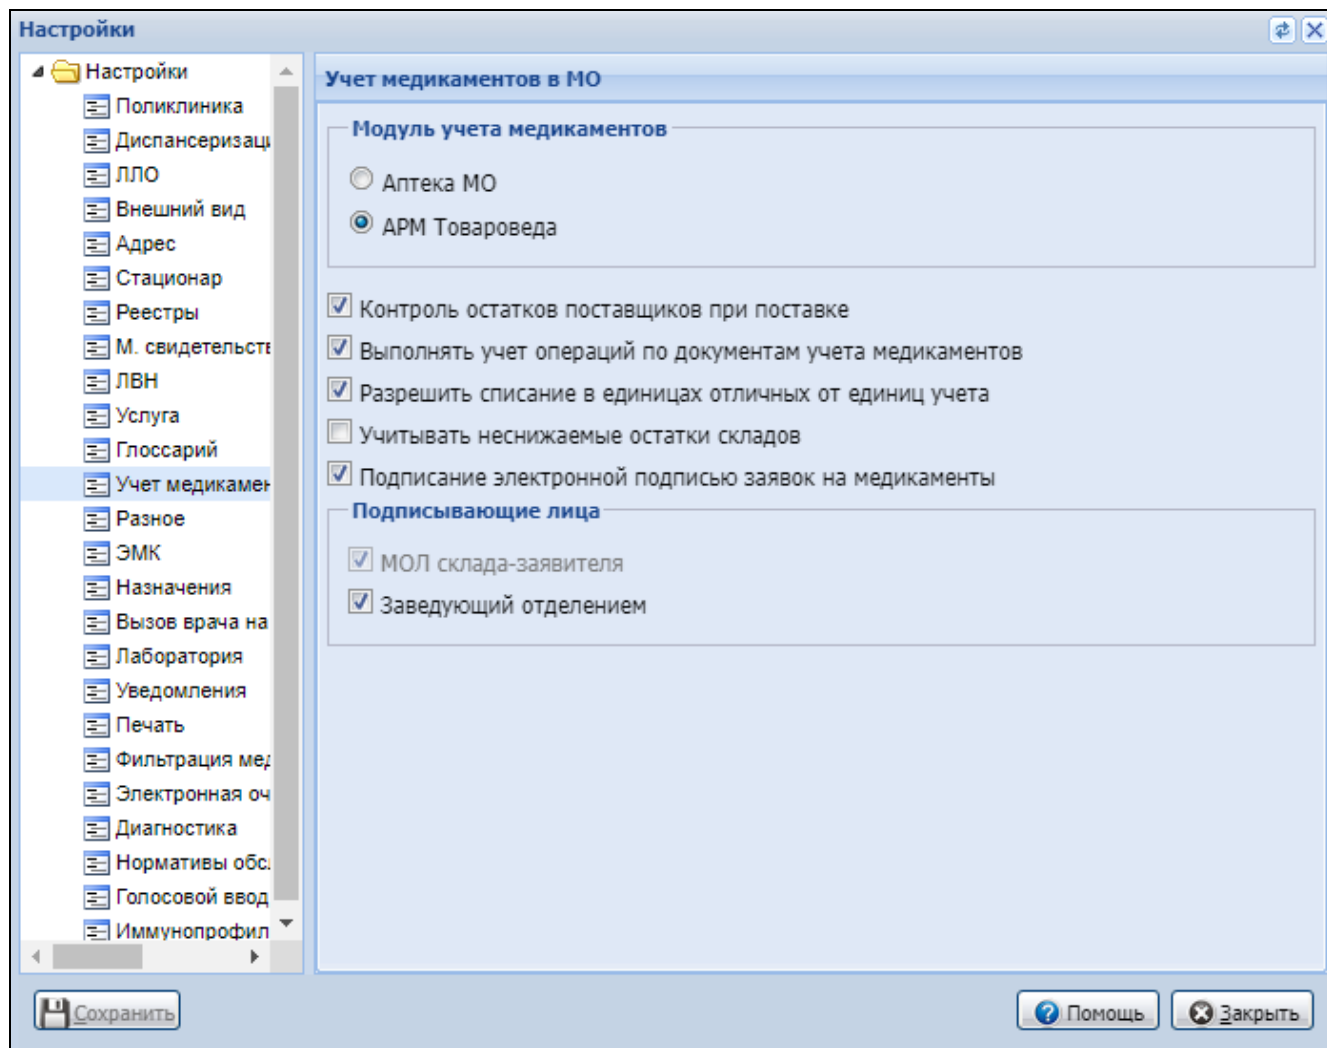 Настройки
Настройки
Поликлиника
Диспансеризаци
ЛЛО
Внешний вид
Адрес
Стационар
Реестры
М. свидетельств
ЛВН
Услуга
Глоссарий
Учет медикамен
Разное
ЭМК
Назначения
Вызов врача на
Лаборатория
Уведомления
Печать
Фильтрация мед
Электронная оч
Диагностика
Нормативы обс
Голосовой ввод
Иммунопрофил
Учет медикаментов в МО
Модуль учета медикаментов
Аптека МО
АРМ Товароведа
Контроль остатков поставщиков при поставке
Выполнять учет операций по документам учета медикаментов
Разрешить списание в единицах отличных от единиц учета
Учитывать неснижаемые остатки складов
Подписание электронной подписью заявок на медикаменты
Подписывающие лица
МОЛ склада-заявителя
Заведующий отделением
Сохранить
Помощь
Закрыть